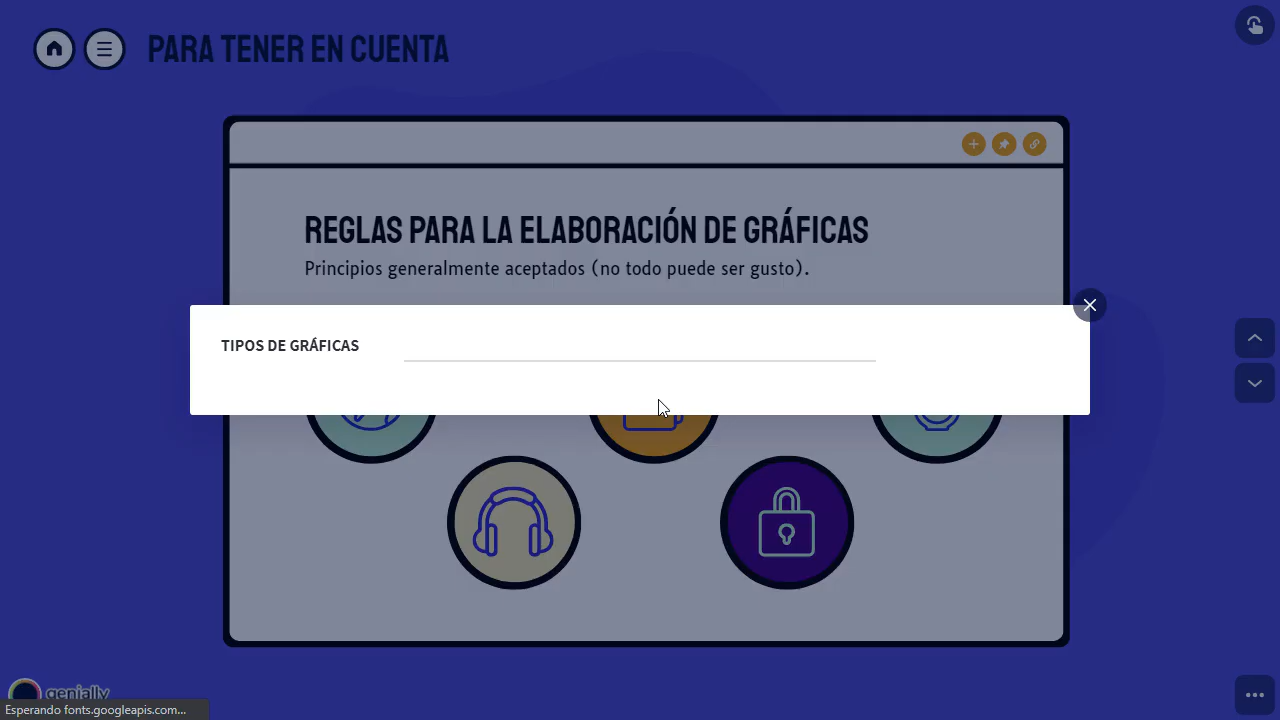 PARA TENER EN CUENTA
REGLAS PARA LA ELABORACIÓN DE GRÁFICAS
Principios generalmente aceptados (no todo puede ser gusto).
TIPOS DE GRÁFICAS
genially
Esperando fonts.googleapis.com...